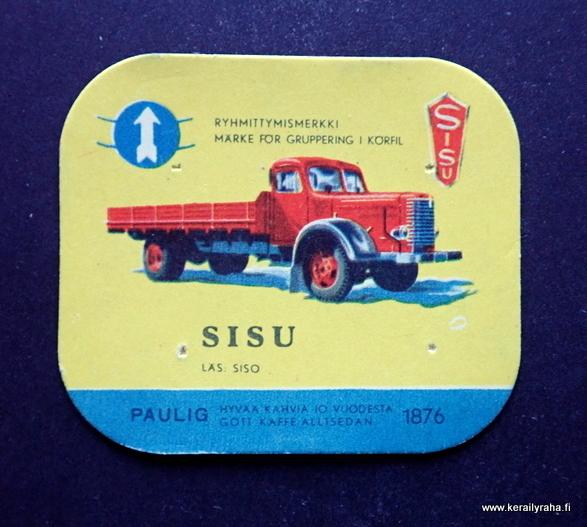 RYHMITTYMISMERKKI
MÄRKE FÖR GRUPPERING I KÖRFIL
SISU
SISU
LÄS: SISO
PAULIG HYVÄÄ KAHVIA JO VUODESTA 1876
GOTT KAFFE ALLTSEDAN
www.kerailyraha.fi